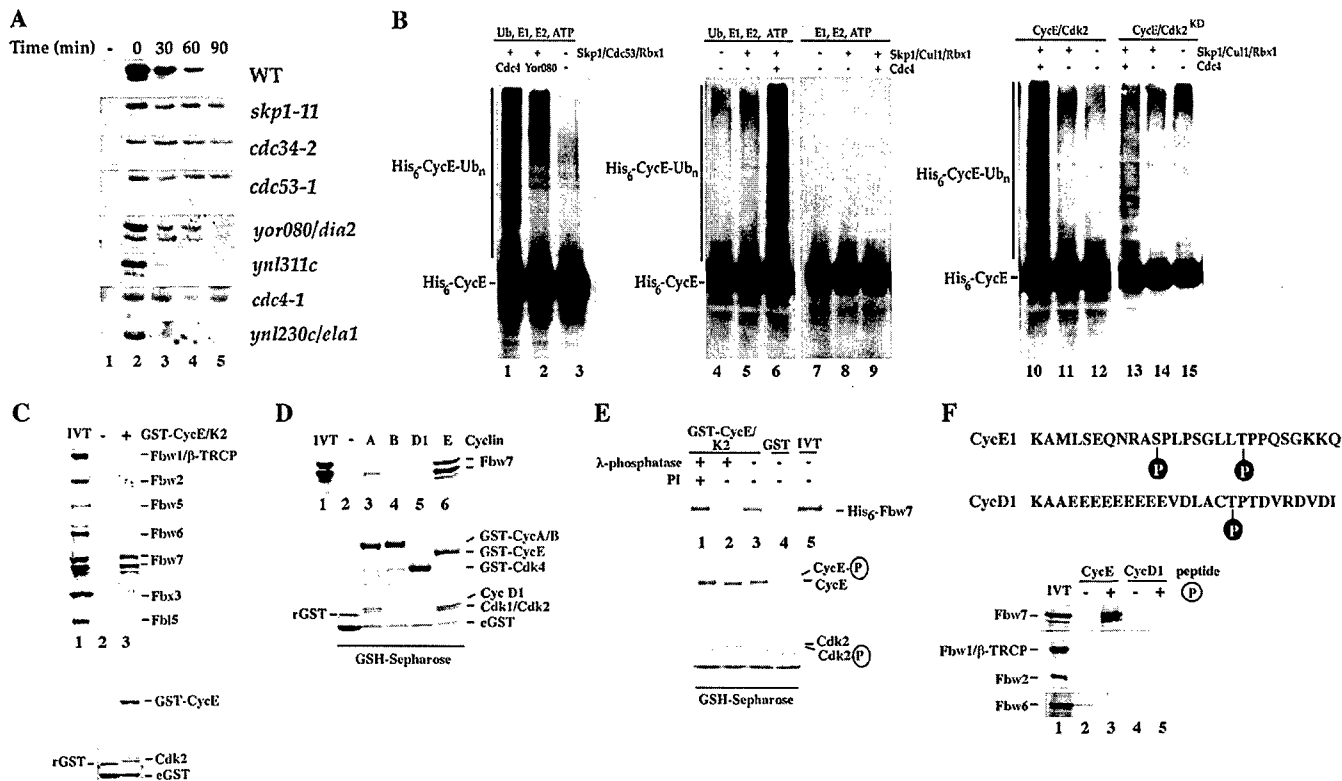 A
Time (min) - 0 30 60 90
WT
skp1-11
cdc34-2
cdc53-1
yor080/dia2
ynl311c
cdc4-1
ynl230c/ela1
1 2 3 4 5
B
Ub, E1, E2, ATP
+ + - Skp1/Cdc53/Rbx1
Cdc4 Yor080 -
His6-CycE-Ubn
His6-CycE
1 2 3
Ub, E1, E2, ATP E1, E2, ATP
- + + - + + Skp1/Cul1/Rbx1
- - + - - + Cdc4
His6-CycE-Ubn
His6-CycE
4 5 6 7 8 9
CycE/Cdk2 CycE/Cdk2KD
+ + - + + - Skp1/Cul1/Rbx1
+ - - + - - Cdc4
His6-CycE-Ubn
His6-CycE
10 11 12 13 14 15
C
IVT - + GST-CycE/K2
Fbw1/β-TRCP
Fbw2
Fbw5
Fbw6
Fbw7
Fbx3
Fbl5
1 2 3
GST-CycE
rGST
Cdk2
eGST
D
IVT - A B D1 E Cyclin
Fbw7
1 2 3 4 5 6
GST-CycA/B
GST-CycE
GST-Cdk4
Cyc D1
rGST
Cdk1/Cdk2
eGST
GSH-Sepharose
E
GST-CycE/K2 GST IVT
λ-phosphatase + + - - -
PI + - - - -
His6-Fbw7
1 2 3 4 5
CycE-P
CycE
Cdk2
Cdk2-P
GSH-Sepharose
F
CycE1 KAMLSEQNRASPLPSGLLTPPQSGKKQ
P P
CycD1 KAAEEEEEEEEEVDLACTPTDVRDVDI
P
CycE CycD1 peptide
IVT - + - + P
Fbw7
Fbw1/β-TRCP
Fbw2
Fbw6
1 2 3 4 5